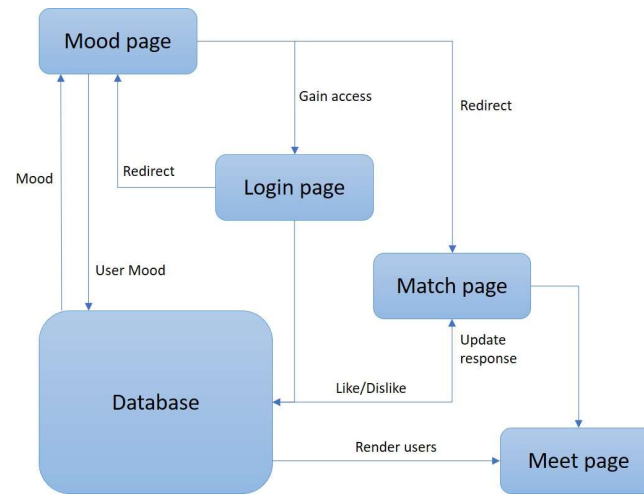 Mood page
Gain access
Redirect
Mood
Redirect
Login page
User Mood
Match page
Update
response
Database
Like/Dislike
Render users
Meet page